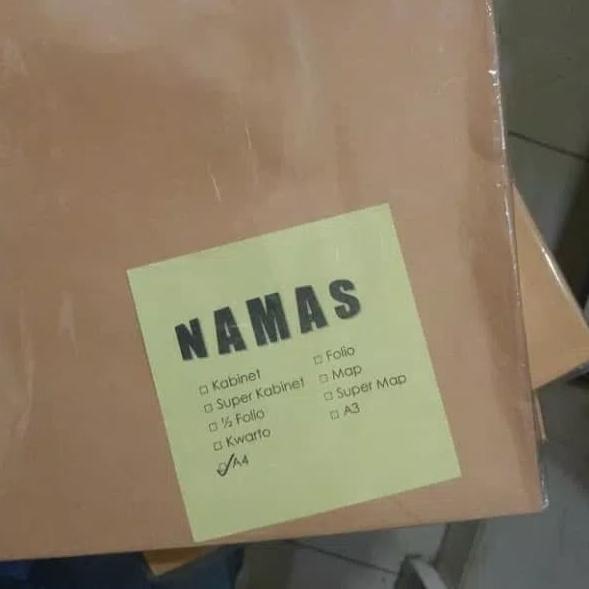 NAMAS
□ Kabinet
□ Super Kabinet
□ ½ Folio
□ Kwarto
☑ A4
□ Folio
□ Map
□ Super Map
□ A3